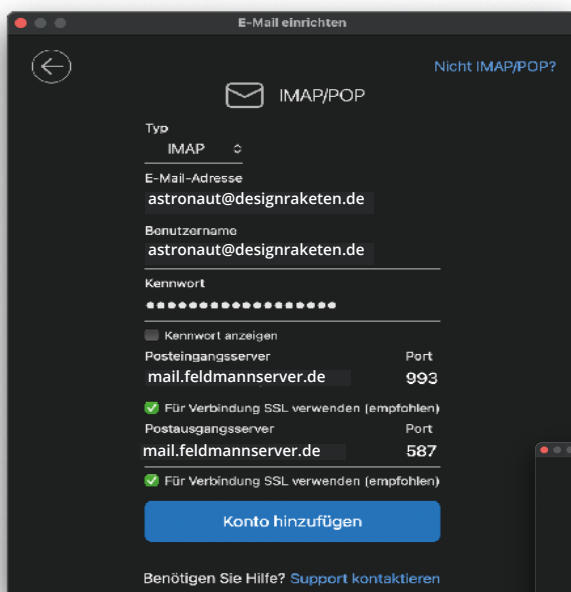 E-Mail einrichten
Nicht IMAP/POP?
IMAP/POP
Typ
IMAP
E-Mail-Adresse
astronaut@designraketen.de
Benutzername
astronaut@designraketen.de
Kennwort
Kennwort anzeigen
Posteingangsserver Port
mail.feldmannserver.de 993
Für Verbindung SSL verwenden (empfohlen)
Postausgangsserver Port
mail.feldmannserver.de 587
Für Verbindung SSL verwenden (empfohlen)
Konto hinzufügen
Benötigen Sie Hilfe? Support kontaktieren